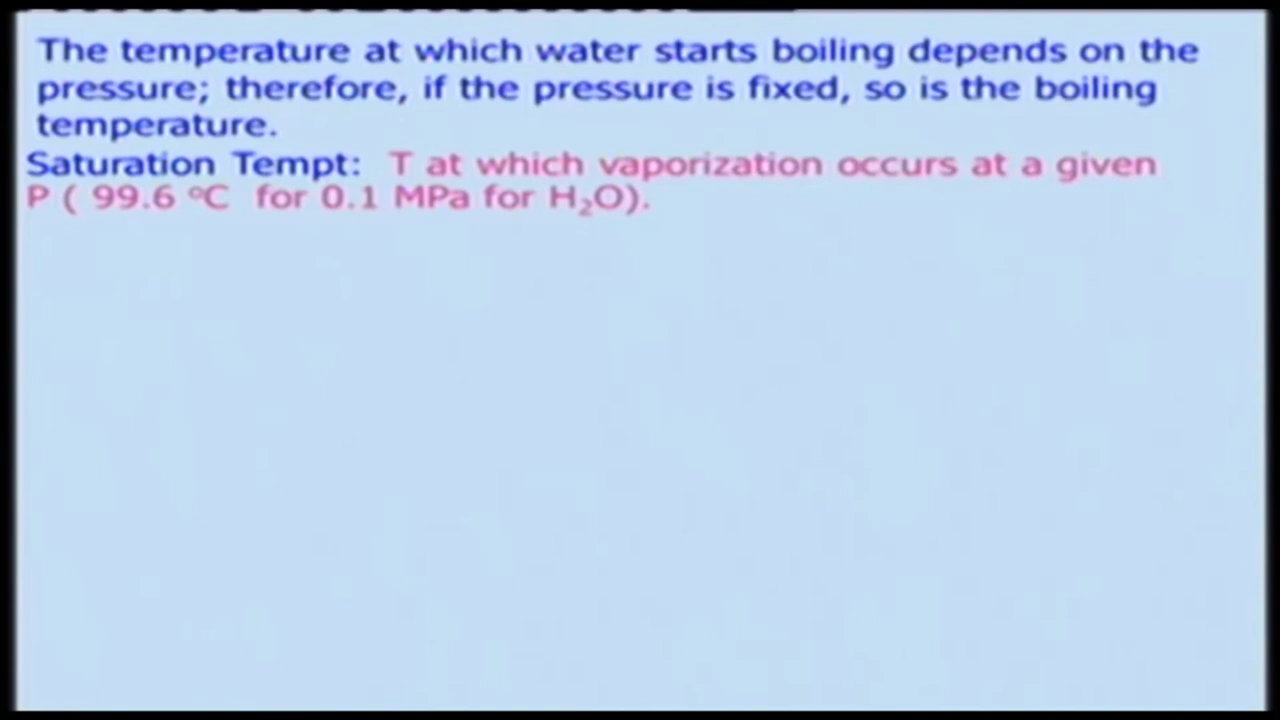 The temperature at which water starts boiling depends on the
pressure; therefore, if the pressure is fixed, so is the boiling
temperature.
Saturation Tempt: T at which vaporization occurs at a given
P ( 99.6 ºC for 0.1 MPa for H₂O).